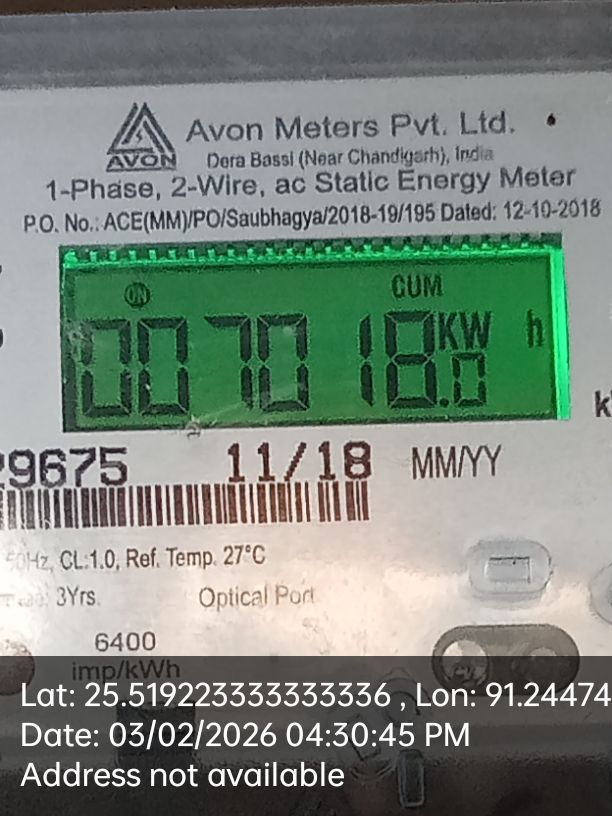 Avon Meters Pvt. Ltd.
AVON
Dera Bassi (Near Chandigarh), India
1-Phase, 2-Wire, ac Static Energy Meter
P.O. No.: ACE(MM)/PO/Saubhagya/2018-19/195 Dated: 12-10-2018
ON CUM
007018.0 KW h
9675 11/18 MM/YY
50Hz, CL:1.0, Ref. Temp. 27°C
3Yrs. Optical Port
6400
imp/kWh
Lat: 25.519223333333336 , Lon: 91.24474
Date: 03/02/2026 04:30:45 PM
Address not available